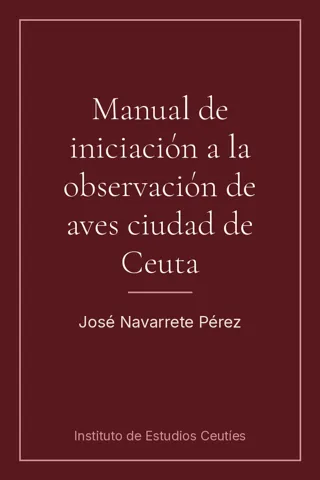 Manual de
iniciación a la
observación de
aves ciudad de
Ceuta
José Navarrete Pérez
Instituto de Estudios Ceutíes